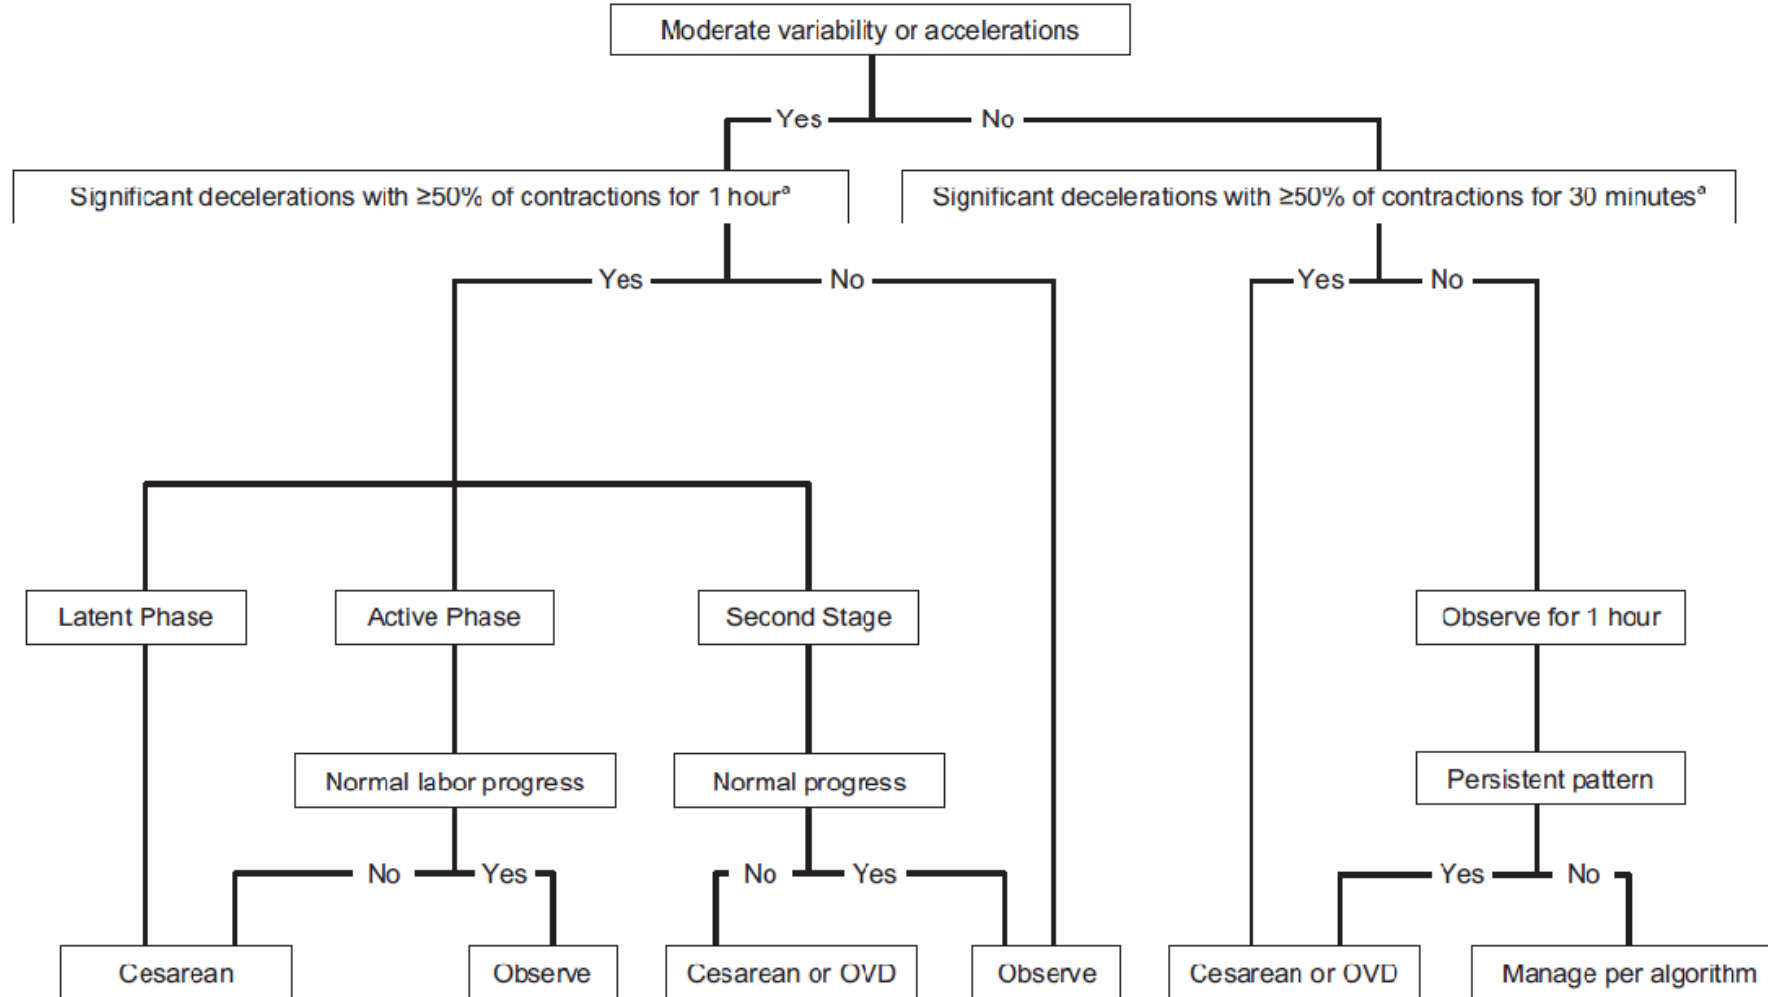 Moderate variability or accelerations
Yes
No
Significant decelerations with ≥50% of contractions for 1 hourª
Significant decelerations with ≥50% of contractions for 30 minutesª
Yes
No
Yes
No
Latent Phase
Active Phase
Second Stage
Observe for 1 hour
Normal labor progress
Normal progress
Persistent pattern
No
Yes
No
Yes
Yes
No
Cesarean
Observe
Cesarean or OVD
Observe
Cesarean or OVD
Manage per algorithm